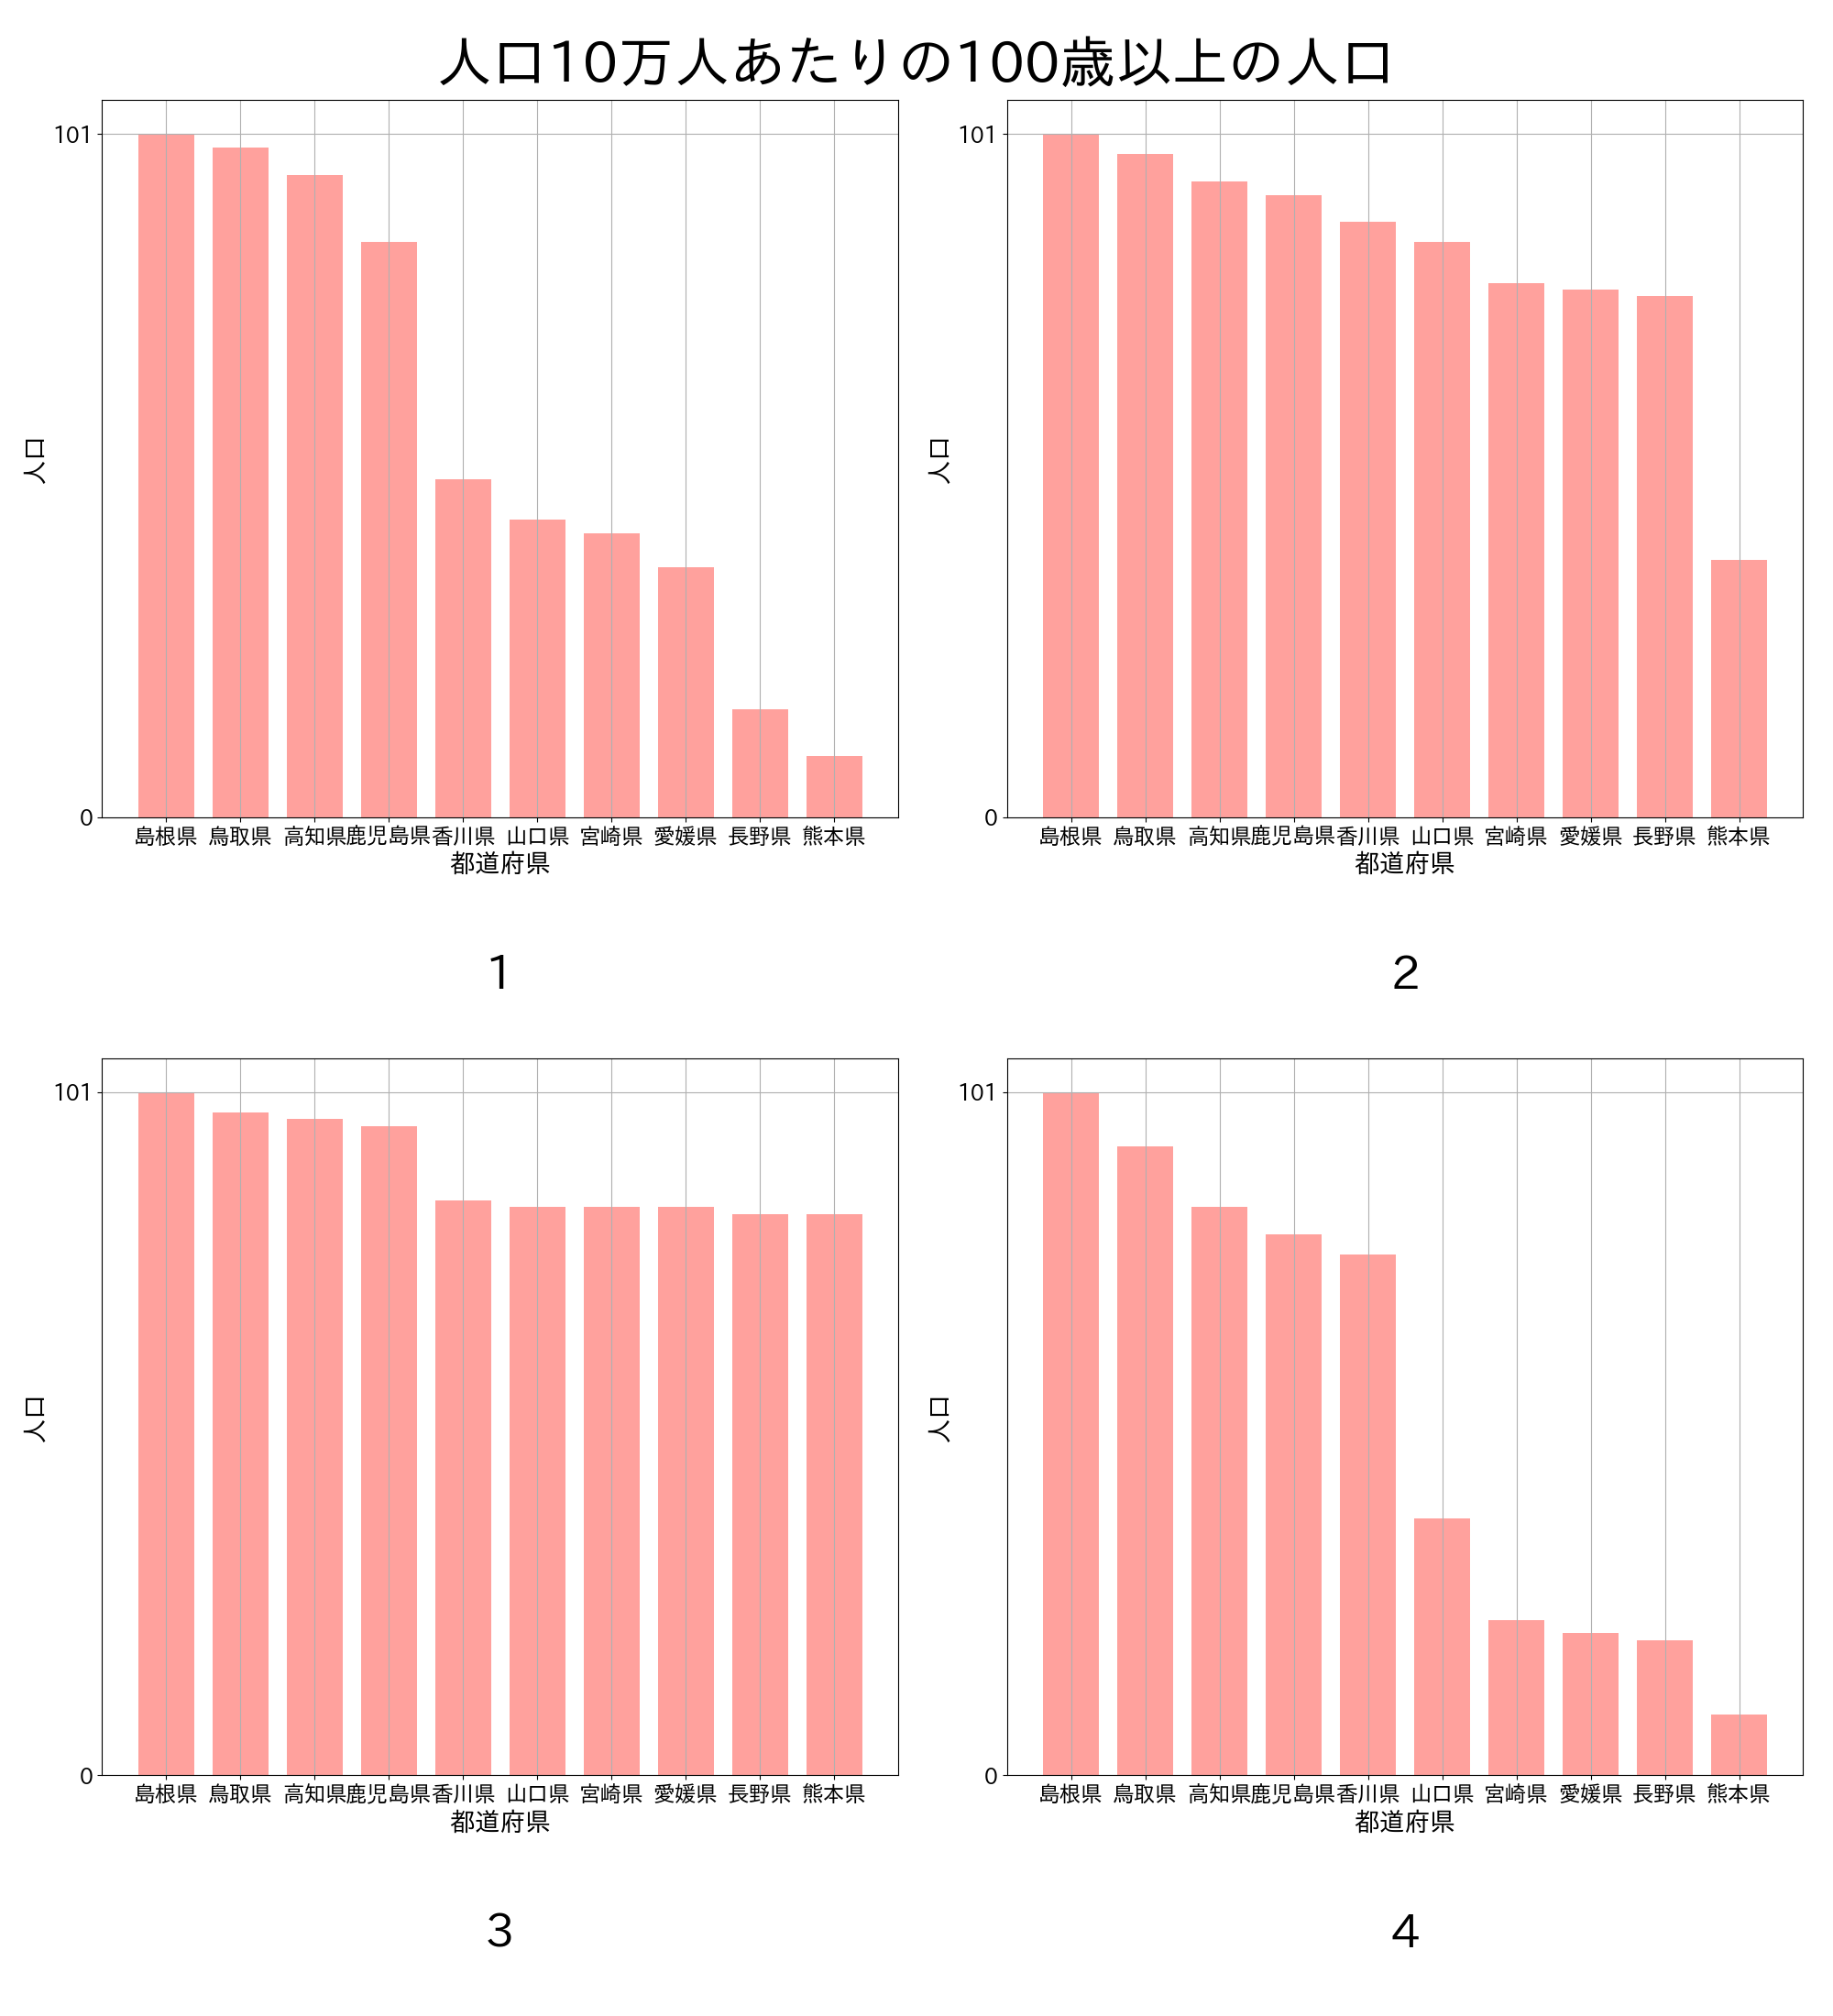 人口10万人あたりの100歳以上の人口
101
人口
0
島根県 鳥取県 高知県 鹿児島県 香川県 山口県 宮崎県 愛媛県 長野県 熊本県
都道府県
1
101
人口
0
島根県 鳥取県 高知県 鹿児島県 香川県 山口県 宮崎県 愛媛県 長野県 熊本県
都道府県
2
101
人口
0
島根県 鳥取県 高知県 鹿児島県 香川県 山口県 宮崎県 愛媛県 長野県 熊本県
都道府県
3
101
人口
0
島根県 鳥取県 高知県 鹿児島県 香川県 山口県 宮崎県 愛媛県 長野県 熊本県
都道府県
4